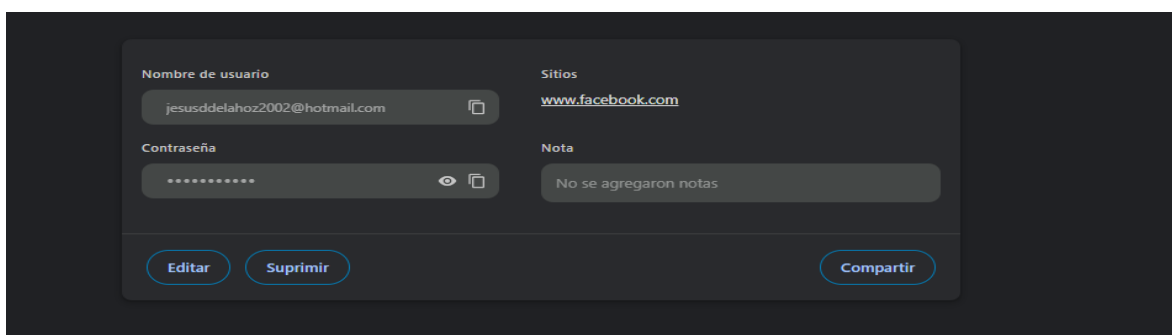 Nombre de usuario
jesusddelahoz2002@hotmail.com
Contraseña
•••••••••••
Sitios
www.facebook.com
Nota
No se agregaron notas
Editar
Suprimir
Compartir